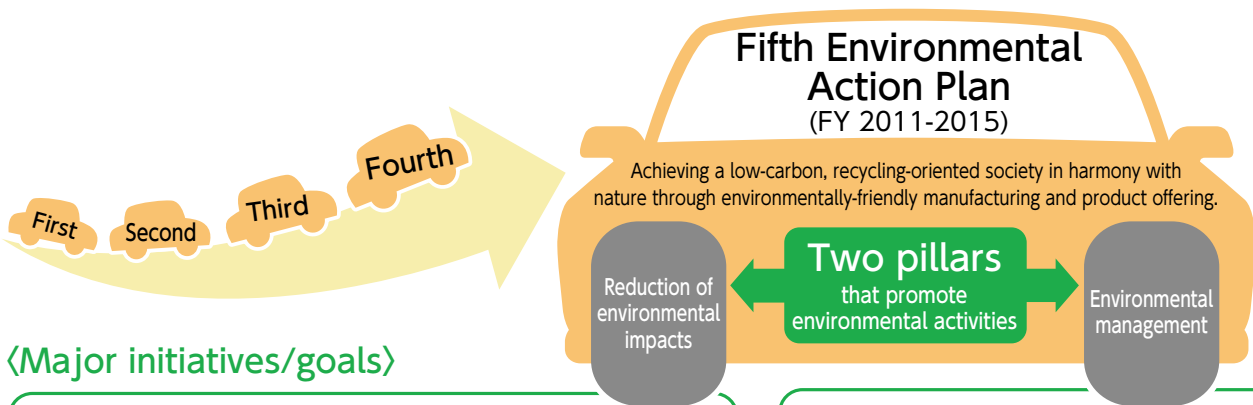 First
Second
Third
Fourth
Fifth Environmental
Action Plan
(FY 2011-2015)
Achieving a low-carbon, recycling-oriented society in harmony with
nature through environmentally-friendly manufacturing and product offering.
Reduction of
environmental
impacts
Two pillars
that promote
environmental activities
Environmental
management
〈Major initiatives/goals〉